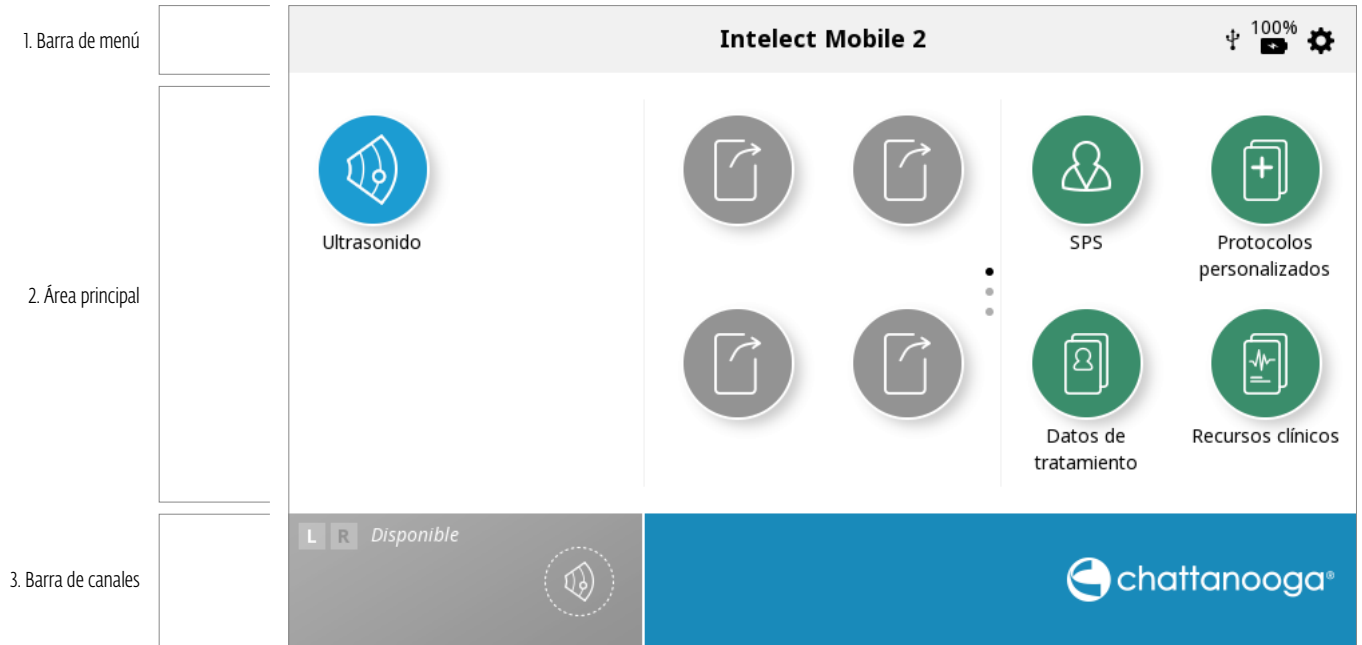 1. Barra de menú
Intelect Mobile 2
100%
Ultrasonido
SPS
Protocolos
personalizados
2. Área principal
Datos de
tratamiento
Recursos clínicos
L R Disponible
3. Barra de canales
chattanooga®